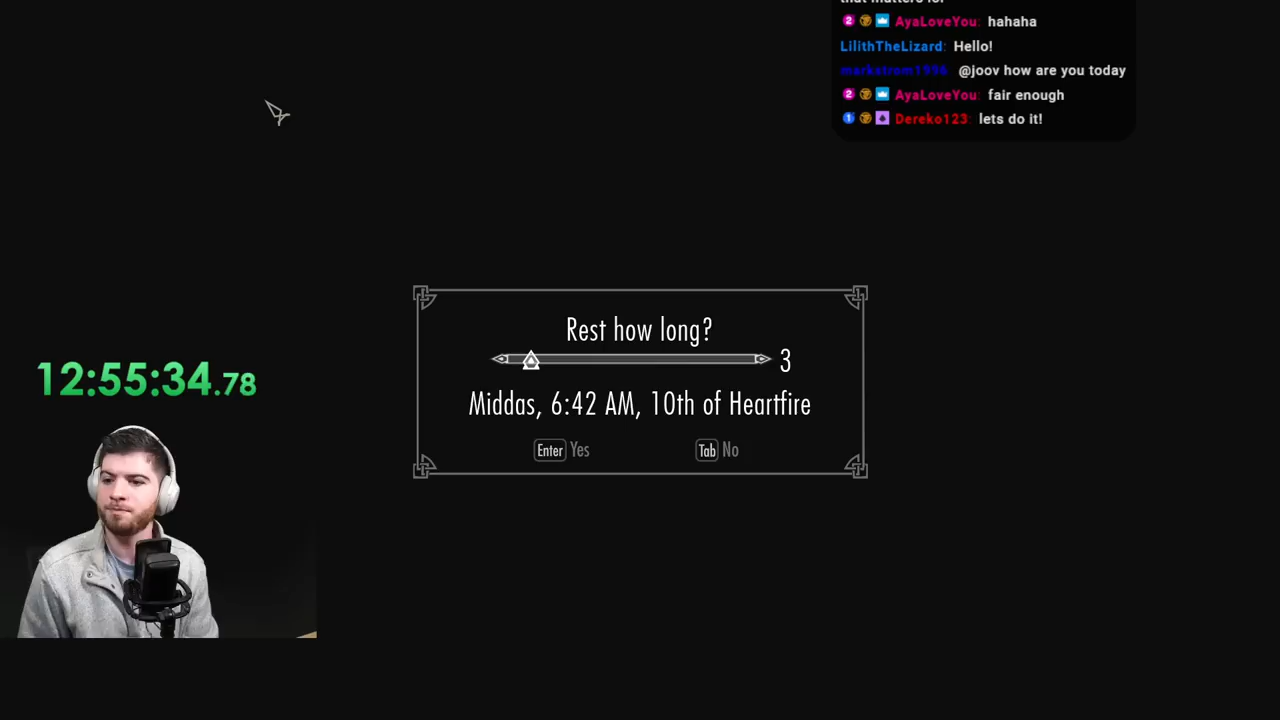 AyaLoveYou: hahaha
LilithTheLizard: Hello!
markstrom1996 @joov how are you today
AyaLoveYou: fair enough
Dereko123: lets do it!
Rest how long?
3
Middas, 6:42 AM, 10th of Heartfire
Enter Yes
Tab No
12:55:34.78